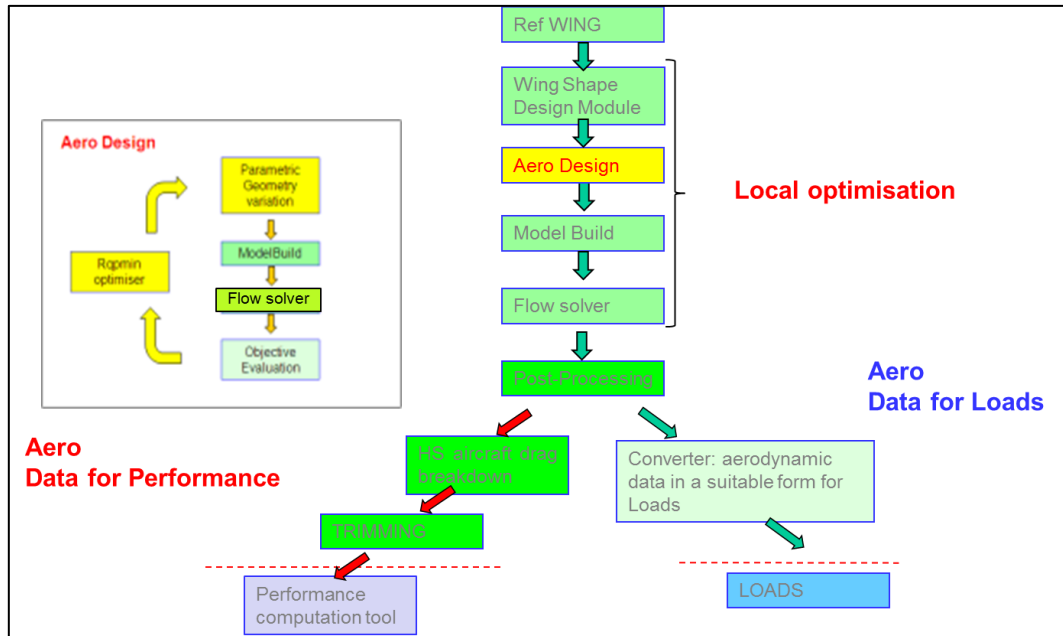 Ref WING
Wing Shape
Design Module
Aero Design
Model Build
Flow solver
Local optimisation
Aero Design
Parametric
Geometry
variation
ModelBuild
Rqpmin
optimiser
Flow solver
Objective
Evaluation
Post-Processing
Aero
Data for Loads
Aero
Data for Performance
HS aircraft drag
breakdown
Converter: aerodynamic
data in a suitable form for
Loads
TRIMMING
Performance
computation tool
LOADS